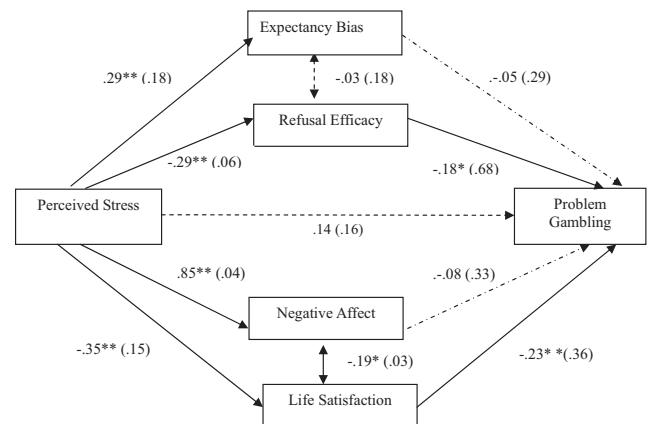 Expectancy Bias
.29** (.18)
-.03 (.18)
.-.05 (.29)
Refusal Efficacy
-.29** (.06)
-.18* (.68)
Perceived Stress
Problem
Gambling
.14 (.16)
.85** (.04)
.-.08 (.33)
Negative Affect
-.35** (.15)
-.19* (.03)
-.23* *(.36)
Life Satisfaction